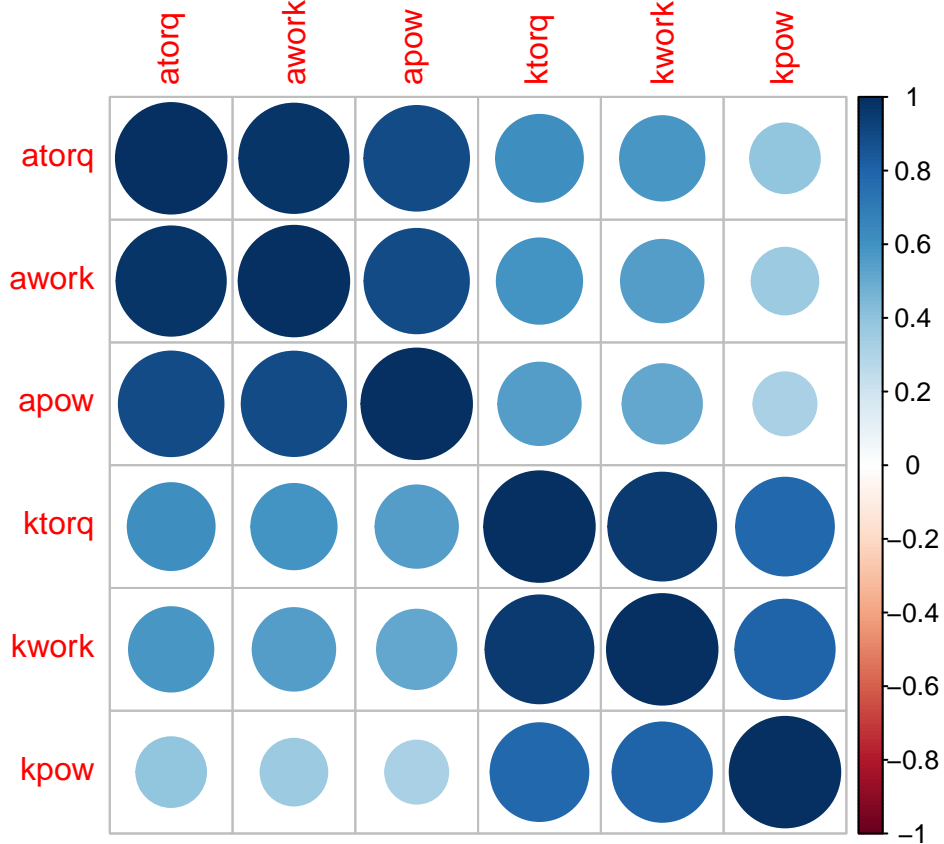 atorq
awork
apow
ktorq
kwork
kpow
atorq
awork
apow
ktorq
kwork
kpow
1
0.8
0.6
0.4
0.2
0
−0.2
−0.4
−0.6
−0.8
−1